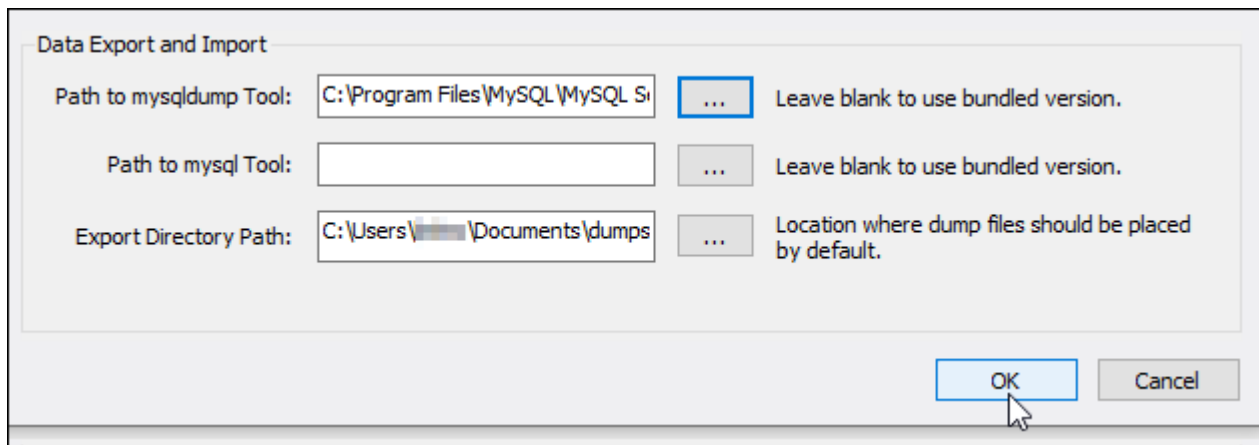 Data Export and Import
Path to mysqldump Tool: C:\Program Files\MySQL\MySQL Se ... Leave blank to use bundled version.
Path to mysql Tool: ... Leave blank to use bundled version.
Export Directory Path: C:\Users\ \Documents\dumps ... Location where dump files should be placed
by default.
OK Cancel